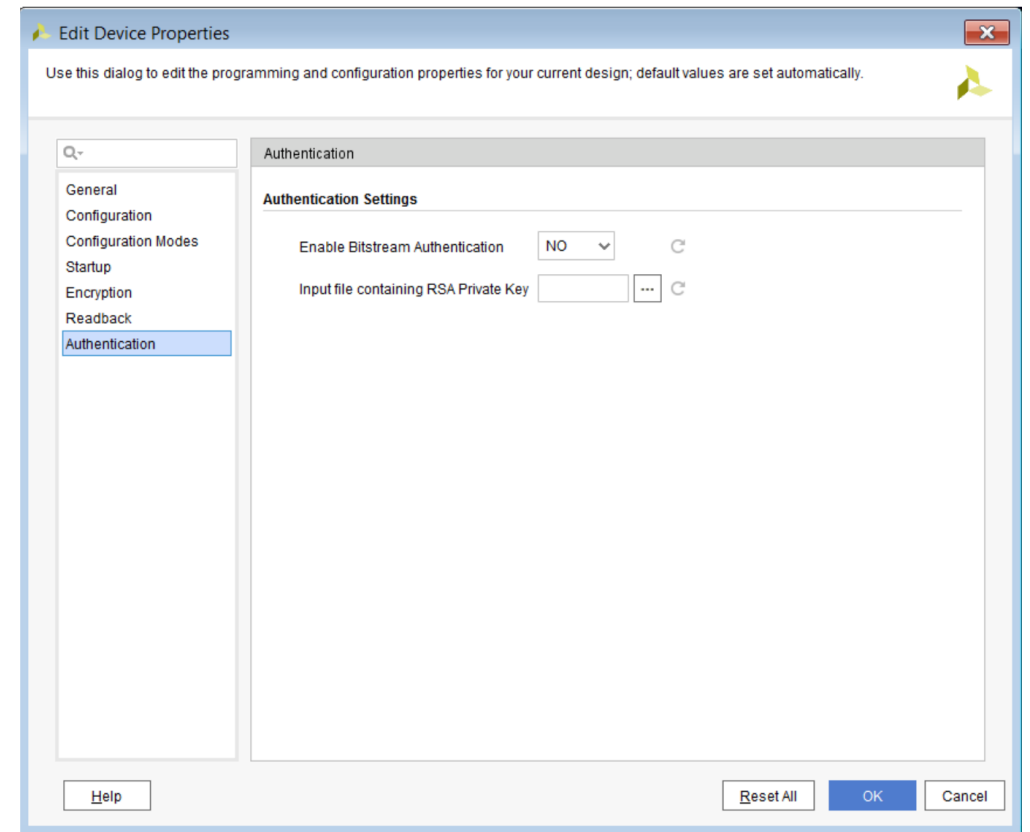 Edit Device Properties
Use this dialog to edit the programming and configuration properties for your current design; default values are set automatically.
General
Configuration
Configuration Modes
Startup
Encryption
Readback
Authentication
Authentication
Authentication Settings
Enable Bitstream Authentication NO
Input file containing RSA Private Key ...
Help Reset All OK Cancel